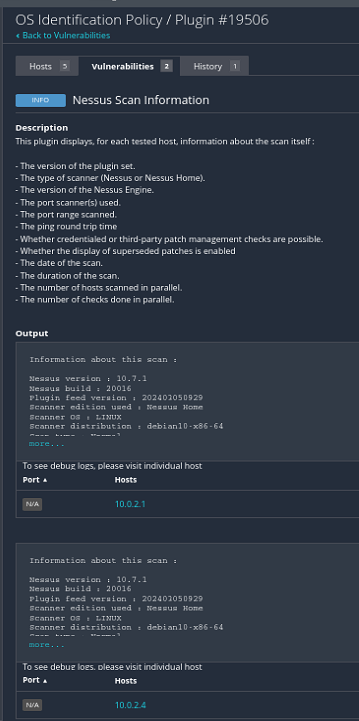 OS Identification Policy / Plugin #19506
‹ Back to Vulnerabilities
Hosts 5 Vulnerabilities 2 History 1
INFO Nessus Scan Information
Description
This plugin displays, for each tested host, information about the scan itself :
- The version of the plugin set.
- The type of scanner (Nessus or Nessus Home).
- The version of the Nessus Engine.
- The port scanner(s) used.
- The port range scanned.
- The ping round trip time
- Whether credentialed or third-party patch management checks are possible.
- Whether the display of superseded patches is enabled
- The date of the scan.
- The duration of the scan.
- The number of hosts scanned in parallel.
- The number of checks done in parallel.
Output
Information about this scan :
Nessus version : 10.7.1
Nessus build : 20016
Plugin feed version : 202403050929
Scanner edition used : Nessus Home
Scanner OS : LINUX
Scanner distribution : debian10-x86-64
Scan type : Normal
more...
To see debug logs, please visit individual host
Port ▲ Hosts
N/A 10.0.2.1
Information about this scan :
Nessus version : 10.7.1
Nessus build : 20016
Plugin feed version : 202403050929
Scanner edition used : Nessus Home
Scanner OS : LINUX
Scanner distribution : debian10-x86-64
Scan type : Normal
more...
To see debug logs, please visit individual host
Port ▲ Hosts
N/A 10.0.2.4